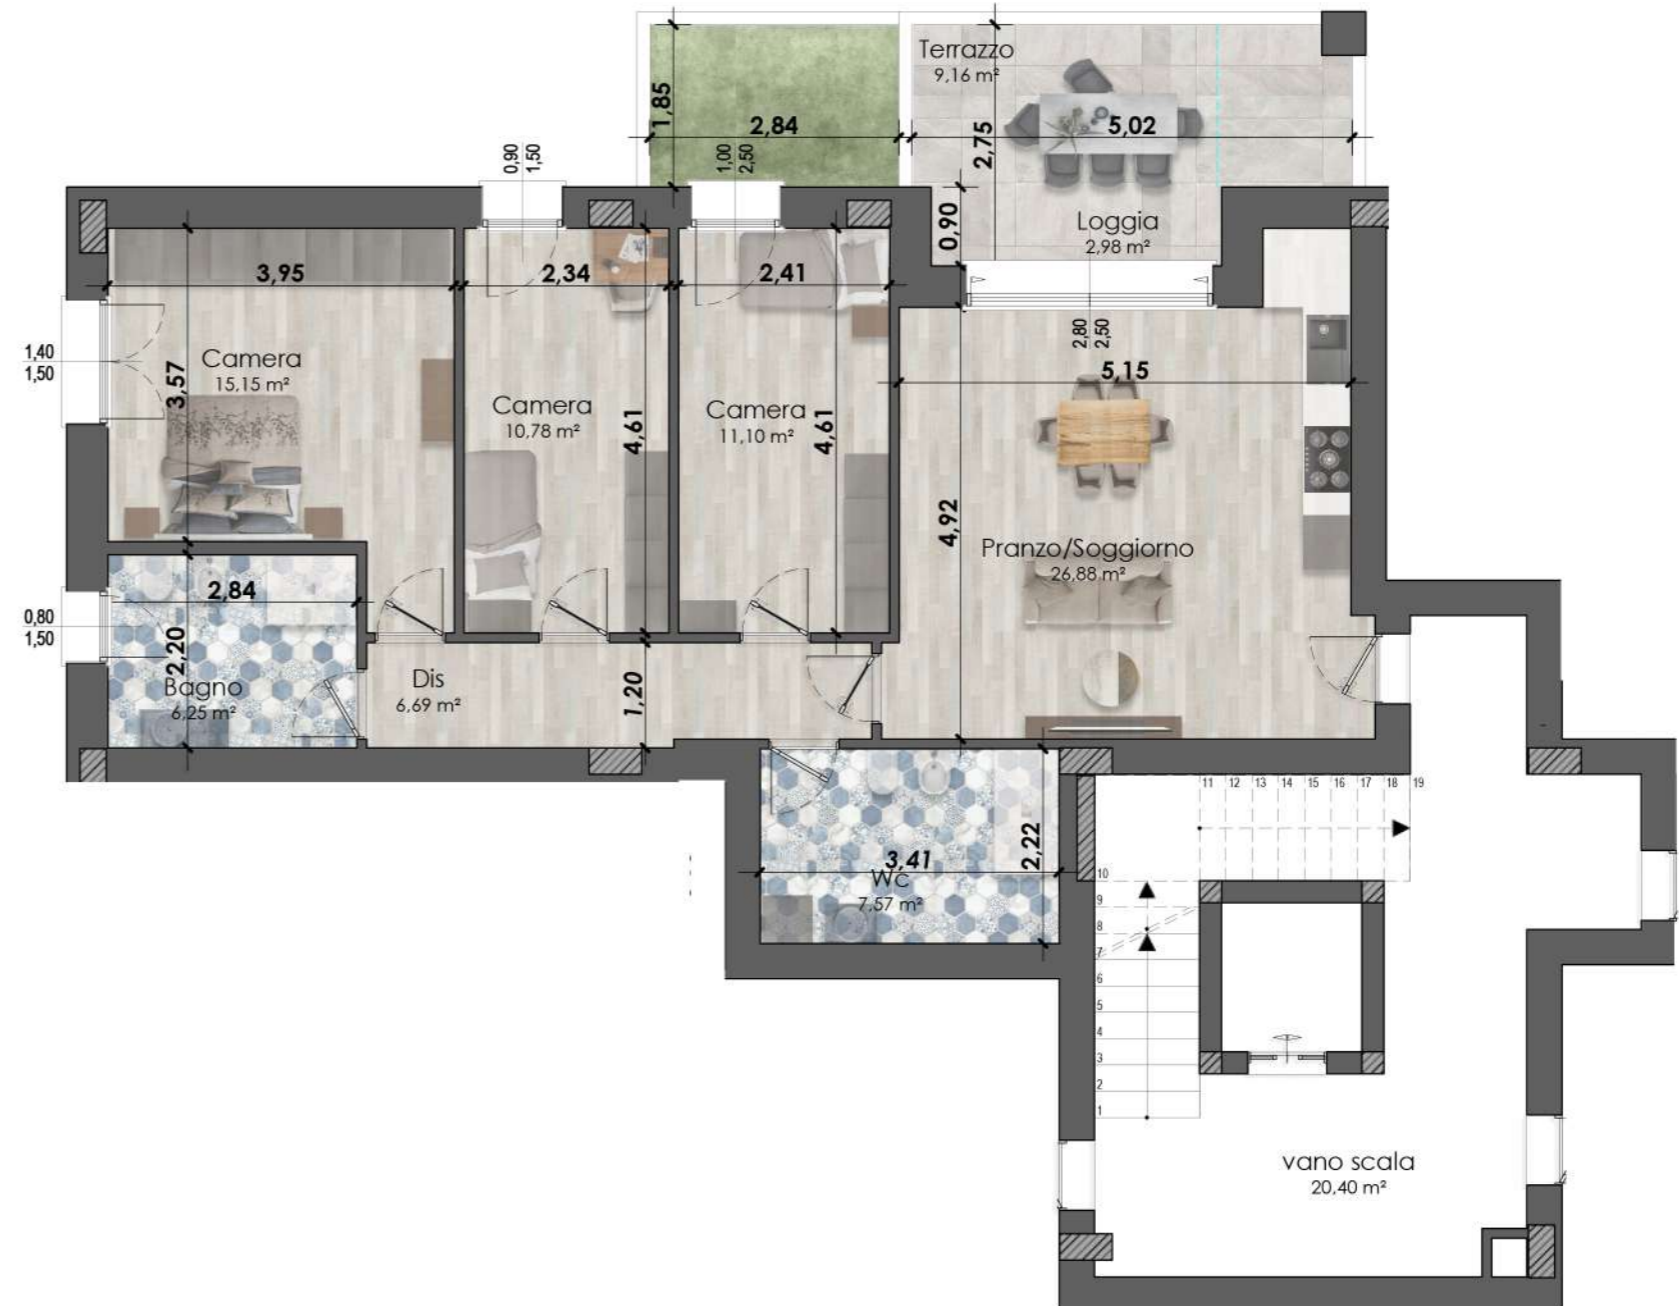 Terrazzo
9,16 m²
1,85
2,84
2,75
5,02
0,90
1,50
1,00
2,50
0,90
Loggia
2,98 m²
3,95
2,34
2,41
2,80
2,50
1,40
1,50
Camera
15,15 m²
3,57
Camera
10,78 m²
4,61
Camera
11,10 m²
4,61
5,15
4,92
Pranzo/Soggiorno
26,88 m²
0,80
1,50
2,84
2,20
Bagno
6,25 m²
Dis
6,69 m²
1,20
11 12 13 14 15 16 17 18 19
2,22
3,41
Wc
7,57 m²
10
9
8
7
6
5
4
3
2
1
vano scala
20,40 m²